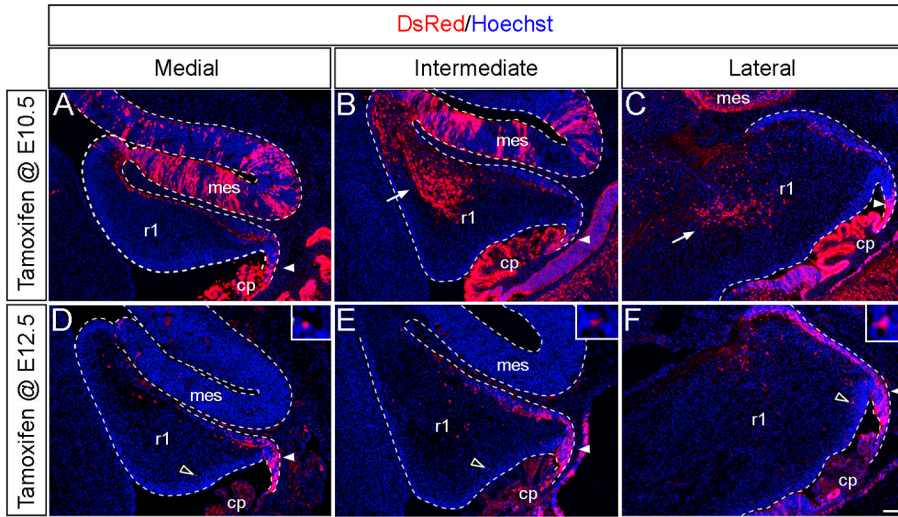 DsRed/Hoechst
Medial
Intermediate
Lateral
Tamoxifen @ E10.5
A
mes
r1
cp
B
mes
r1
cp
C
mes
r1
cp
Tamoxifen @ E12.5
D
mes
r1
cp
E
mes
r1
cp
F
r1
cp